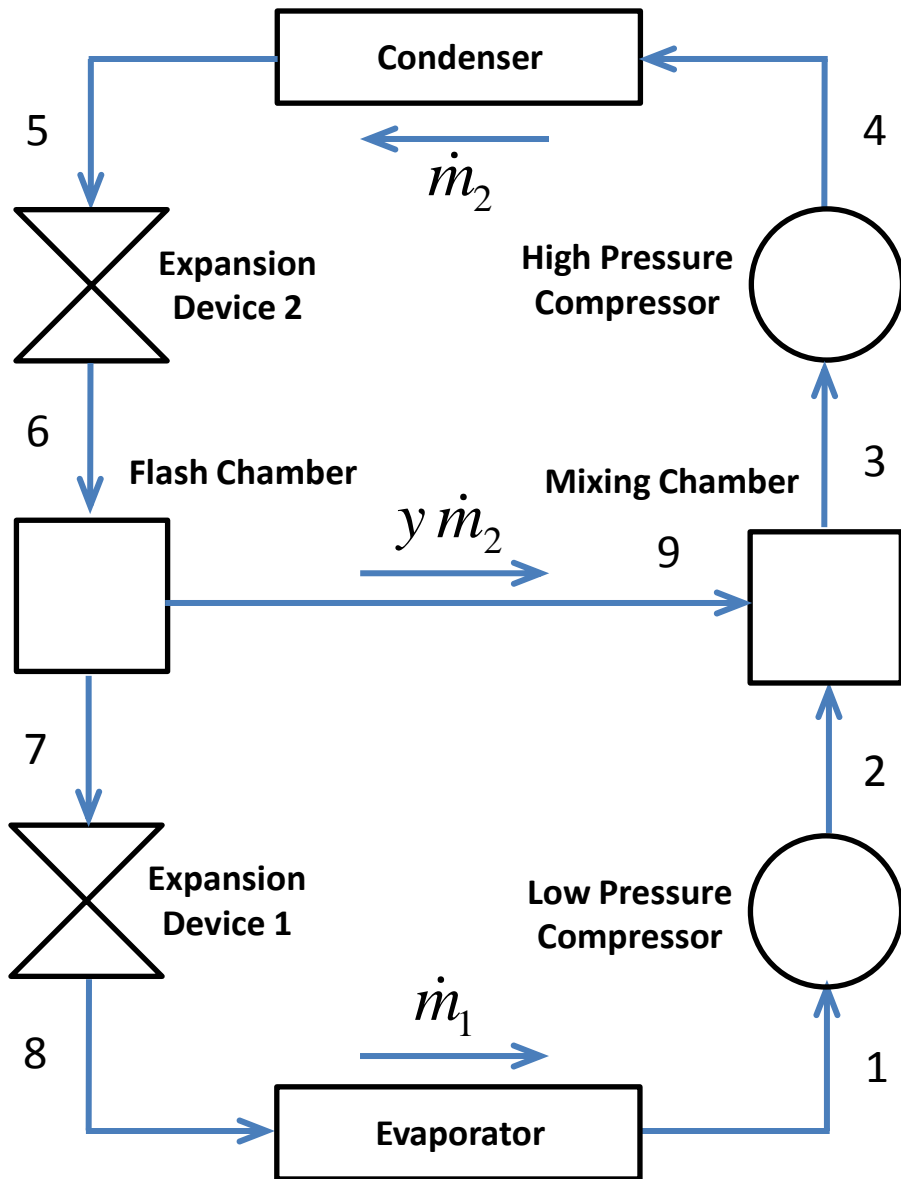 Condenser
5
4
ṁ₂
Expansion
Device 2
High Pressure
Compressor
6
3
Flash Chamber
Mixing Chamber
y ṁ₂
9
7
2
Expansion
Device 1
Low Pressure
Compressor
ṁ₁
8
1
Evaporator